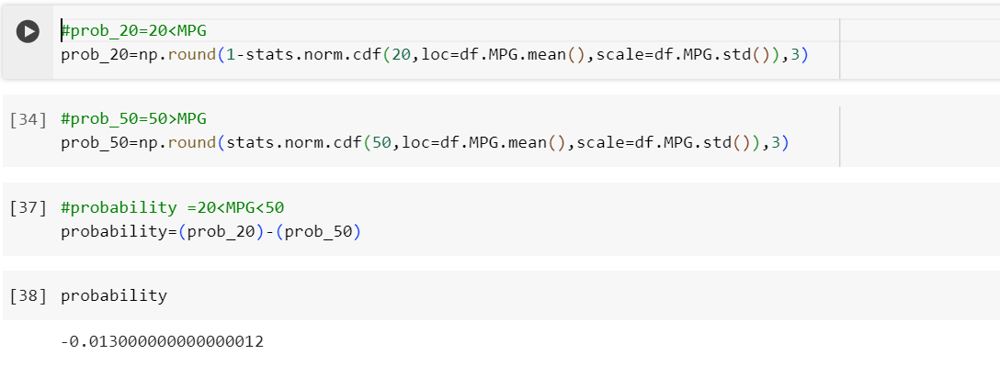 #prob_20=20<MPG
prob_20=np.round(1-stats.norm.cdf(20,loc=df.MPG.mean(),scale=df.MPG.std()),3)
[34] #prob_50=50>MPG
prob_50=np.round(stats.norm.cdf(50,loc=df.MPG.mean(),scale=df.MPG.std()),3)
[37] #probability =20<MPG<50
probability=(prob_20)-(prob_50)
[38] probability
-0.013000000000000012